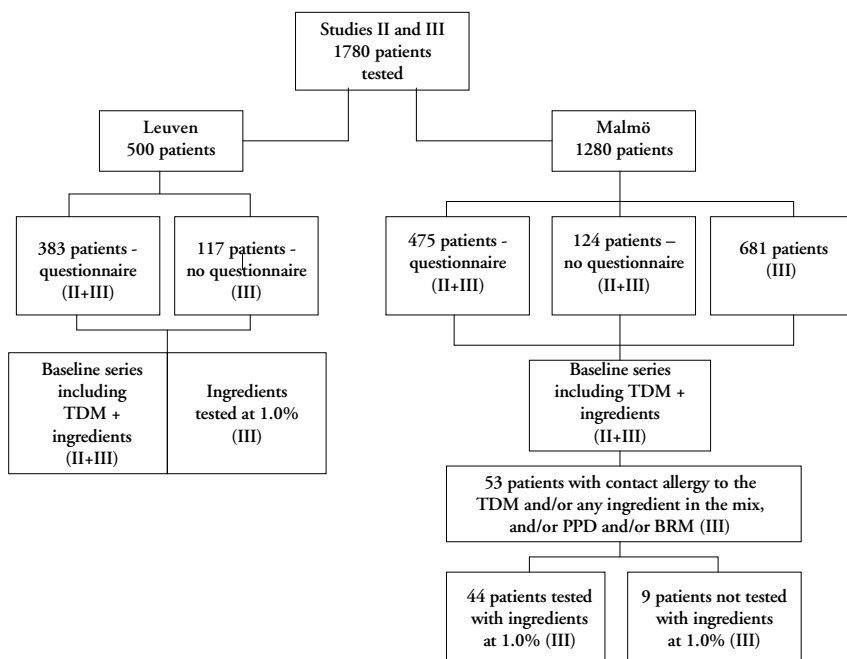 Studies II and III
1780 patients
tested
Leuven
500 patients
Malmö
1280 patients
383 patients -
questionnaire
(II+III)
117 patients -
no questionnaire
(III)
475 patients -
questionnaire
(II+III)
124 patients –
no questionnaire
(II+III)
681 patients
(III)
Baseline series
including
TDM +
ingredients
(II+III)
Ingredients
tested at 1.0%
(III)
Baseline series
including TDM +
ingredients
(II+III)
53 patients with contact allergy to the
TDM and/or any ingredient in the mix,
and/or PPD and/or BRM (III)
44 patients tested
with ingredients
at 1.0% (III)
9 patients not tested
with ingredients
at 1.0% (III)